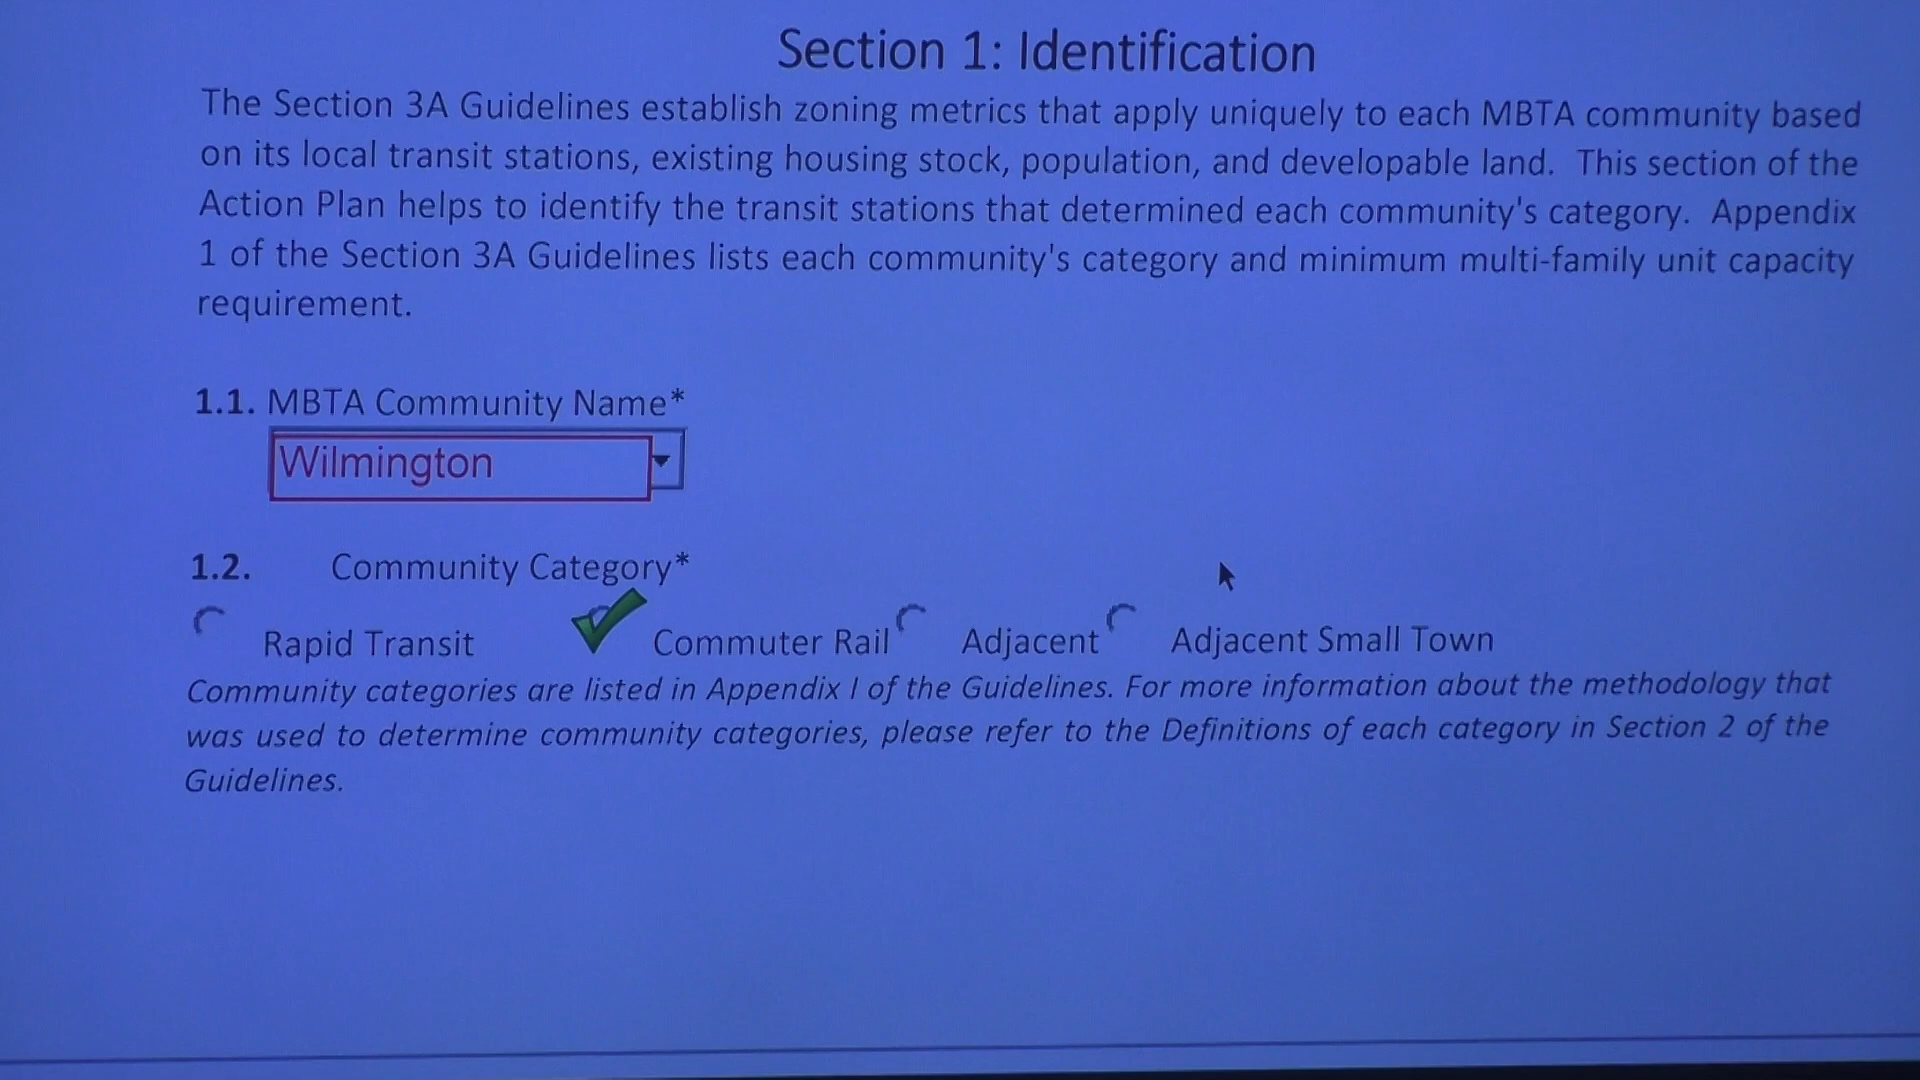 Section 1: Identification
The Section 3A Guidelines establish zoning metrics that apply uniquely to each MBTA community based
on its local transit stations, existing housing stock, population, and developable land. This section of the
Action Plan helps to identify the transit stations that determined each community's category. Appendix
1 of the Section 3A Guidelines lists each community's category and minimum multi-family unit capacity
requirement.
1.1. MBTA Community Name*
Wilmington
1.2. Community Category*
Rapid Transit Commuter Rail Adjacent Adjacent Small Town
Community categories are listed in Appendix I of the Guidelines. For more information about the methodology that
was used to determine community categories, please refer to the Definitions of each category in Section 2 of the
Guidelines.